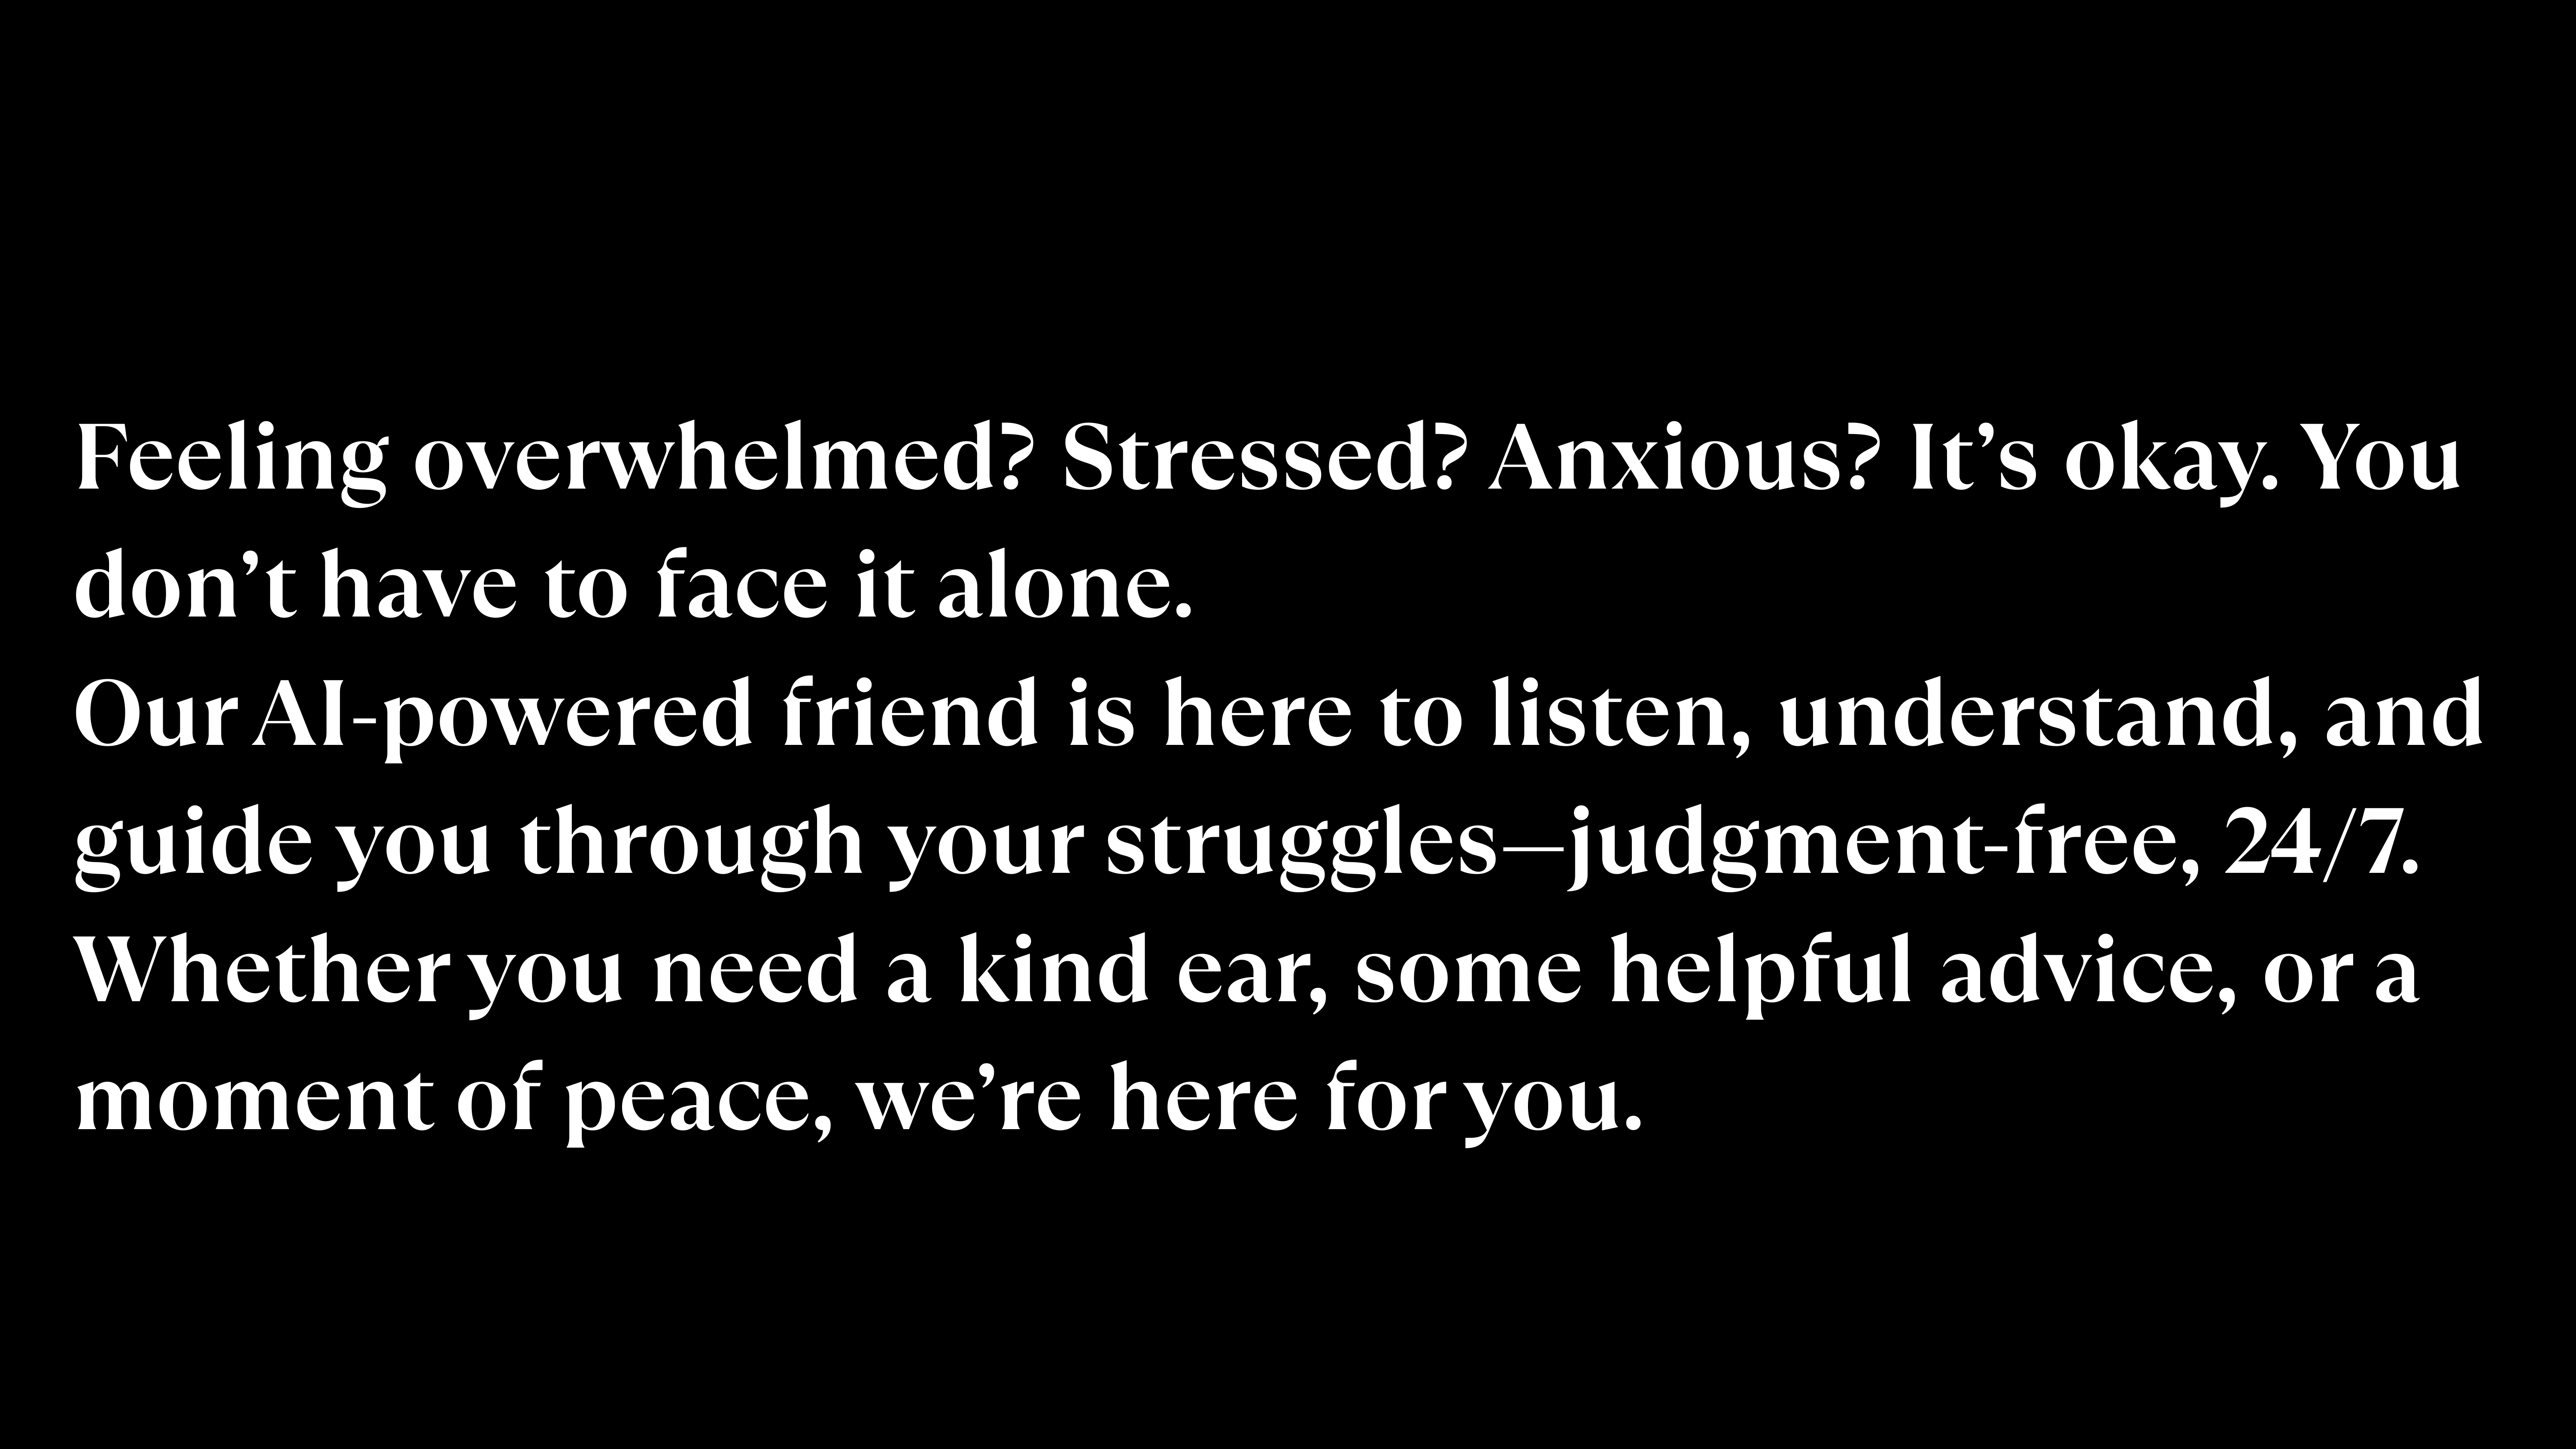 Feeling overwhelmed? Stressed? Anxious? It’s okay. You
don’t have to face it alone.
Our AI-powered friend is here to listen, understand, and
guide you through your struggles—judgment-free, 24/7.
Whether you need a kind ear, some helpful advice, or a
moment of peace, we’re here for you.